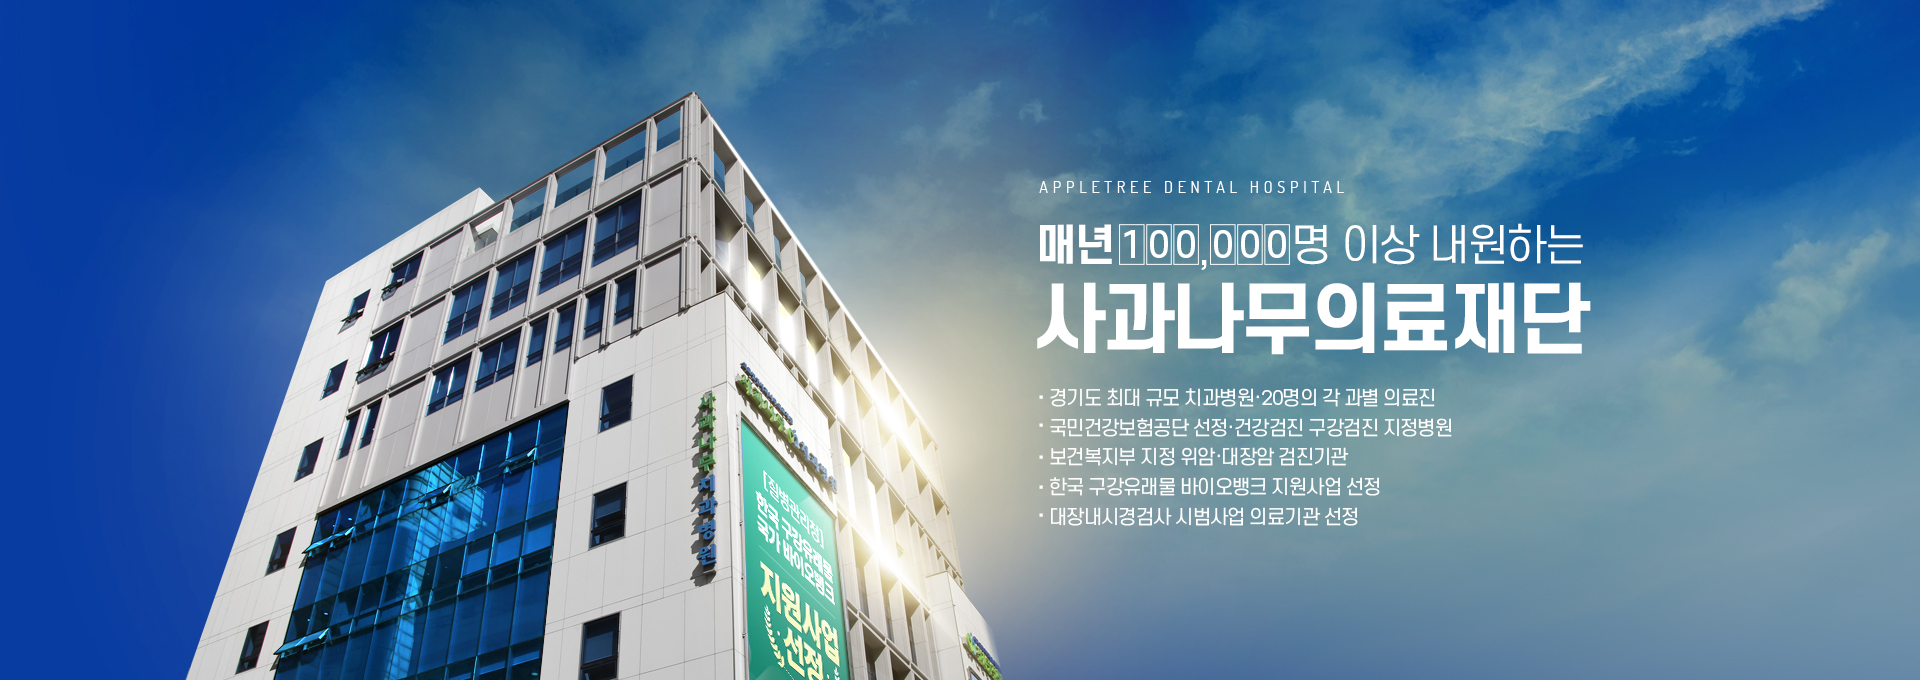 APPLETREE DENTAL HOSPITAL
매년 100,000명 이상 내원하는
사과나무의료재단
· 경기도 최대 규모 치과병원·20명의 각 과별 의료진
· 국민건강보험공단 선정·건강검진 구강검진 지정병원
· 보건복지부 지정 위암·대장암 검진기관
· 한국 구강유래물 바이오뱅크 지원사업 선정
· 대장내시경검사 시범사업 의료기관 선정
사과나무치과병원
[질병관리청]
한국 구강유래물
국가 바이오뱅크
지원사업
선정